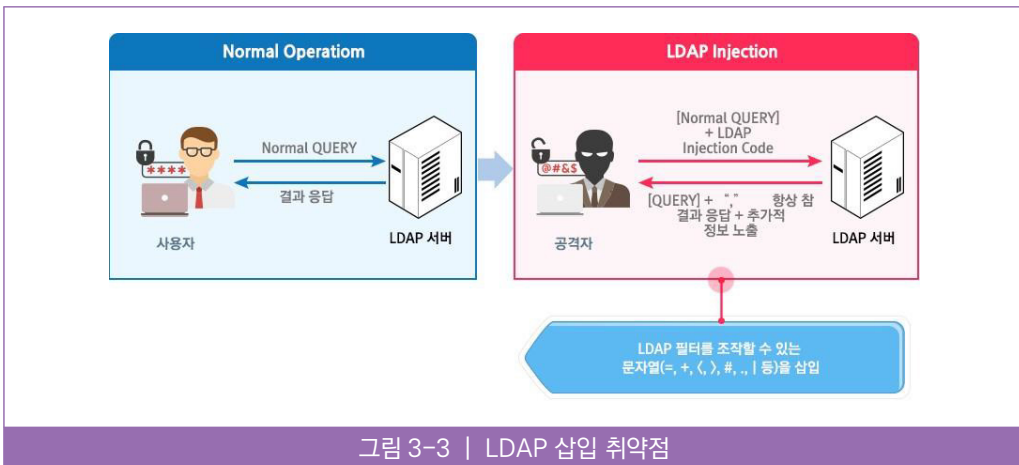 Normal Operatiom
Normal QUERY
****
결과 응답
사용자
LDAP 서버
LDAP Injection
[Normal QUERY]
+ LDAP
Injection Code
@#&$
[QUERY] + "," 항상 참
결과 응답 + 추가적
정보 노출
공격자
LDAP 서버
LDAP 필터를 조작할 수 있는
문자열(=, +, <, >, #, ., | 등)을 삽입
그림 3-3 | LDAP 삽입 취약점